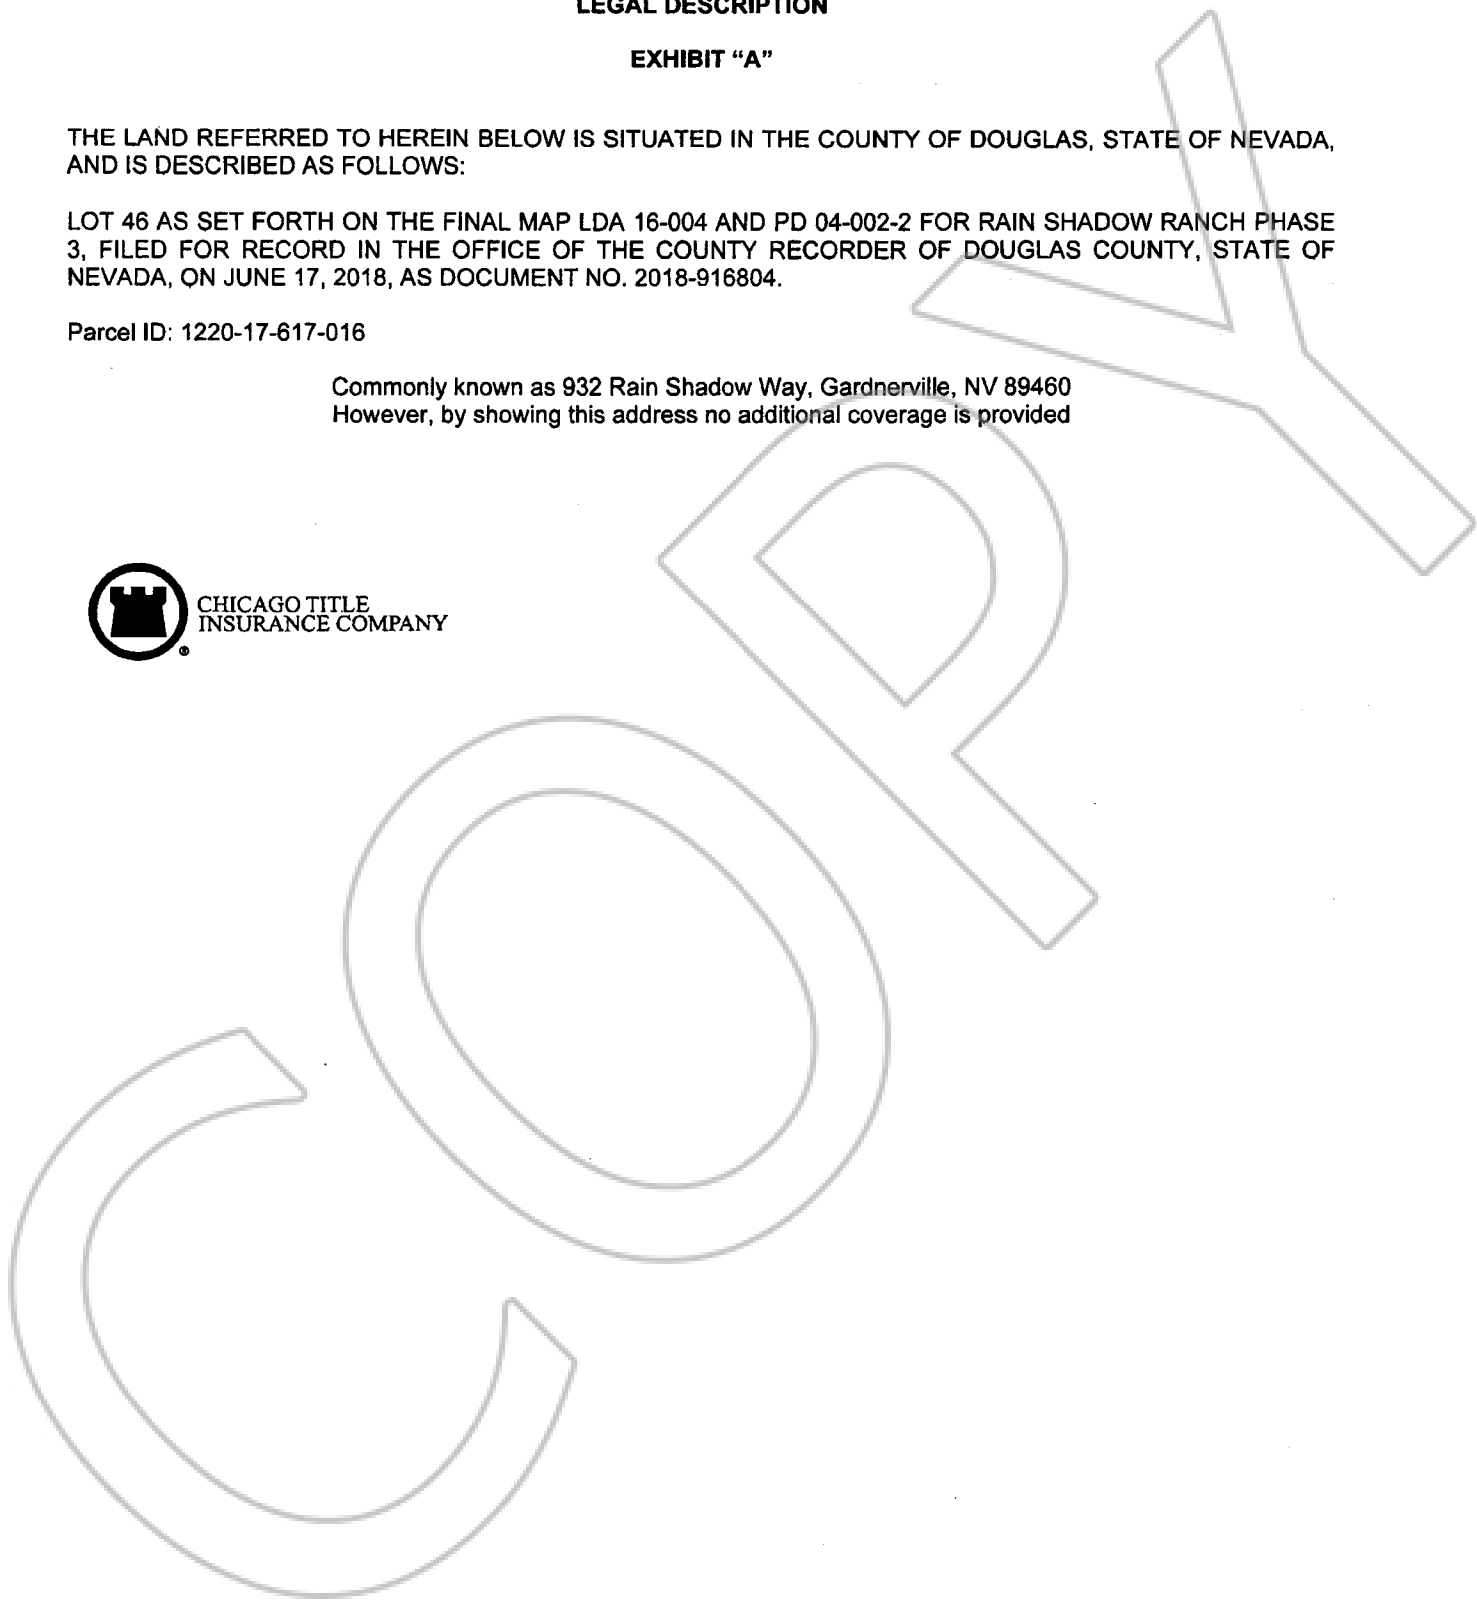 LEGAL DESCRIPTION
EXHIBIT “A”
THE LAND REFERRED TO HEREIN BELOW IS SITUATED IN THE COUNTY OF DOUGLAS, STATE OF NEVADA,
AND IS DESCRIBED AS FOLLOWS:
LOT 46 AS SET FORTH ON THE FINAL MAP LDA 16-004 AND PD 04-002-2 FOR RAIN SHADOW RANCH PHASE
3, FILED FOR RECORD IN THE OFFICE OF THE COUNTY RECORDER OF DOUGLAS COUNTY, STATE OF
NEVADA, ON JUNE 17, 2018, AS DOCUMENT NO. 2018-916804.
Parcel ID: 1220-17-617-016
Commonly known as 932 Rain Shadow Way, Gardnerville, NV 89460
However, by showing this address no additional coverage is provided
CHICAGO TITLE
INSURANCE COMPANY
®
COPY